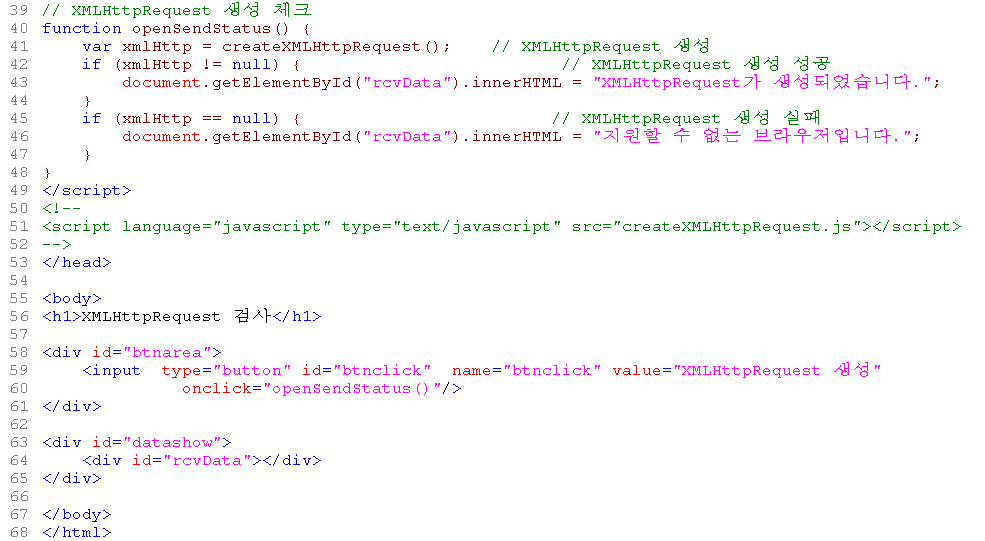 39 // XMLHttpRequest 생성 체크
40 function openSendStatus() {
41     var xmlHttp = createXMLHttpRequest();    // XMLHttpRequest 생성
42     if (xmlHttp != null) {                          // XMLHttpRequest 생성 성공
43         document.getElementById("rcvData").innerHTML = "XMLHttpRequest가 생성되었습니다.";
44     }
45     if (xmlHttp == null) {                         // XMLHttpRequest 생성 실패
46         document.getElementById("rcvData").innerHTML = "지원할 수 없는 브라우저입니다.";
47     }
48 }
49 </script>
50 <!--
51 <script language="javascript" type="text/javascript" src="createXMLHttpRequest.js"></script>
52 -->
53 </head>
54
55 <body>
56 <h1>XMLHttpRequest 검사</h1>
57
58 <div id="btnarea">
59     <input  type="button" id="btnclick"  name="btnclick" value="XMLHttpRequest 생성"
60               onclick="openSendStatus()"/>
61 </div>
62
63 <div id="datashow">
64     <div id="rcvData"></div>
65 </div>
66
67 </body>
68 </html>